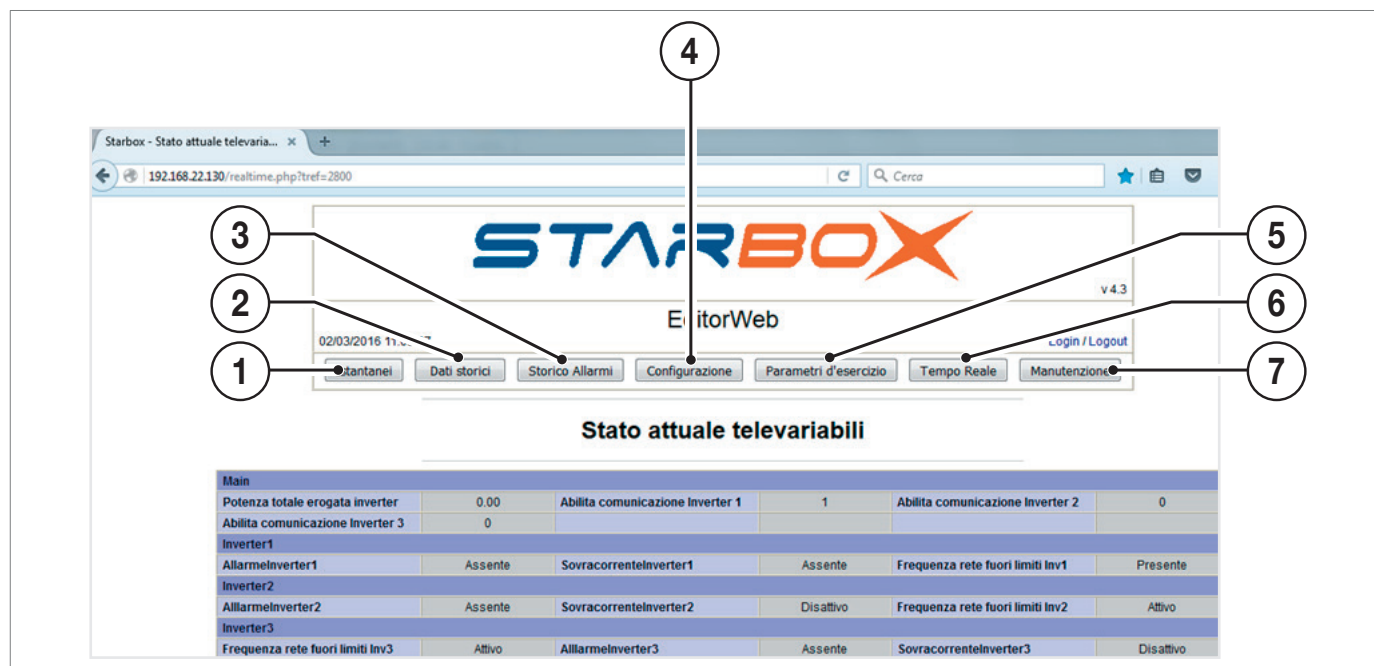 4
Starbox - Stato attuale televaria... × +
192.168.22.130/realtime.php?tref=2800
Cerca
3
STARBOX
5
v 4.3
2
EditorWeb
6
02/03/2016
Login / Logout
1
Istantanei Dati storici Storico Allarmi Configurazione Parametri d'esercizio Tempo Reale Manutenzione
7
Stato attuale televariabili
Main
Potenza totale erogata inverter 0.00 Abilita comunicazione Inverter 1 1 Abilita comunicazione Inverter 2 0
Abilita comunicazione Inverter 3 0
Inverter1
AllarmeInverter1 Assente SovracorrenteInverter1 Assente Frequenza rete fuori limiti Inv1 Presente
Inverter2
AlllarmeInverter2 Assente SovracorrenteInverter2 Disattivo Frequenza rete fuori limiti Inv2 Attivo
Inverter3
Frequenza rete fuori limiti Inv3 Attivo AlllarmeInverter3 Assente SovracorrenteInverter3 Disattivo